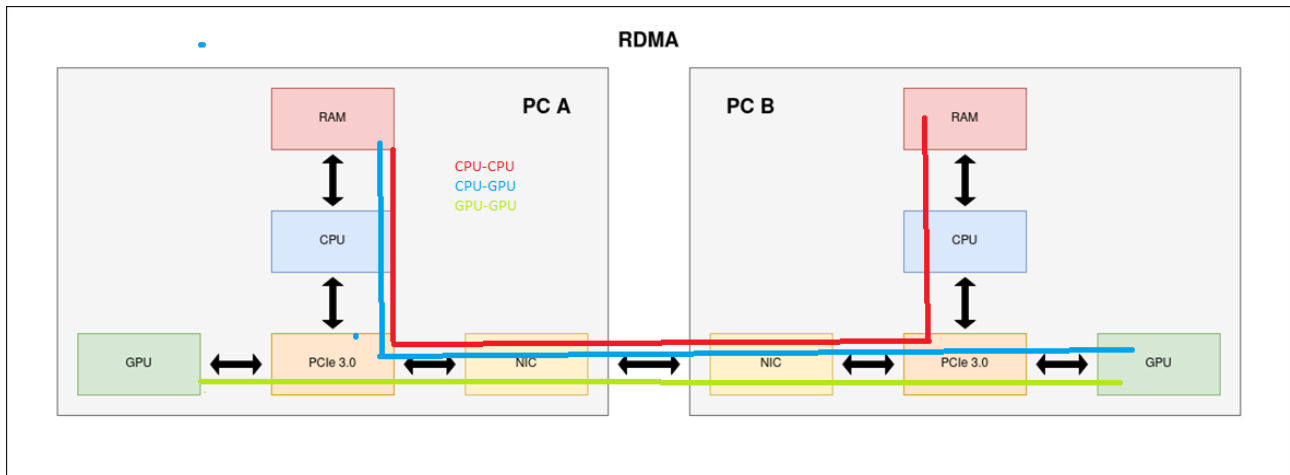 RDMA
PC A
RAM
CPU-CPU
CPU-GPU
GPU-GPU
CPU
GPU
PCIe 3.0
NIC
PC B
RAM
CPU
NIC
PCIe 3.0
GPU